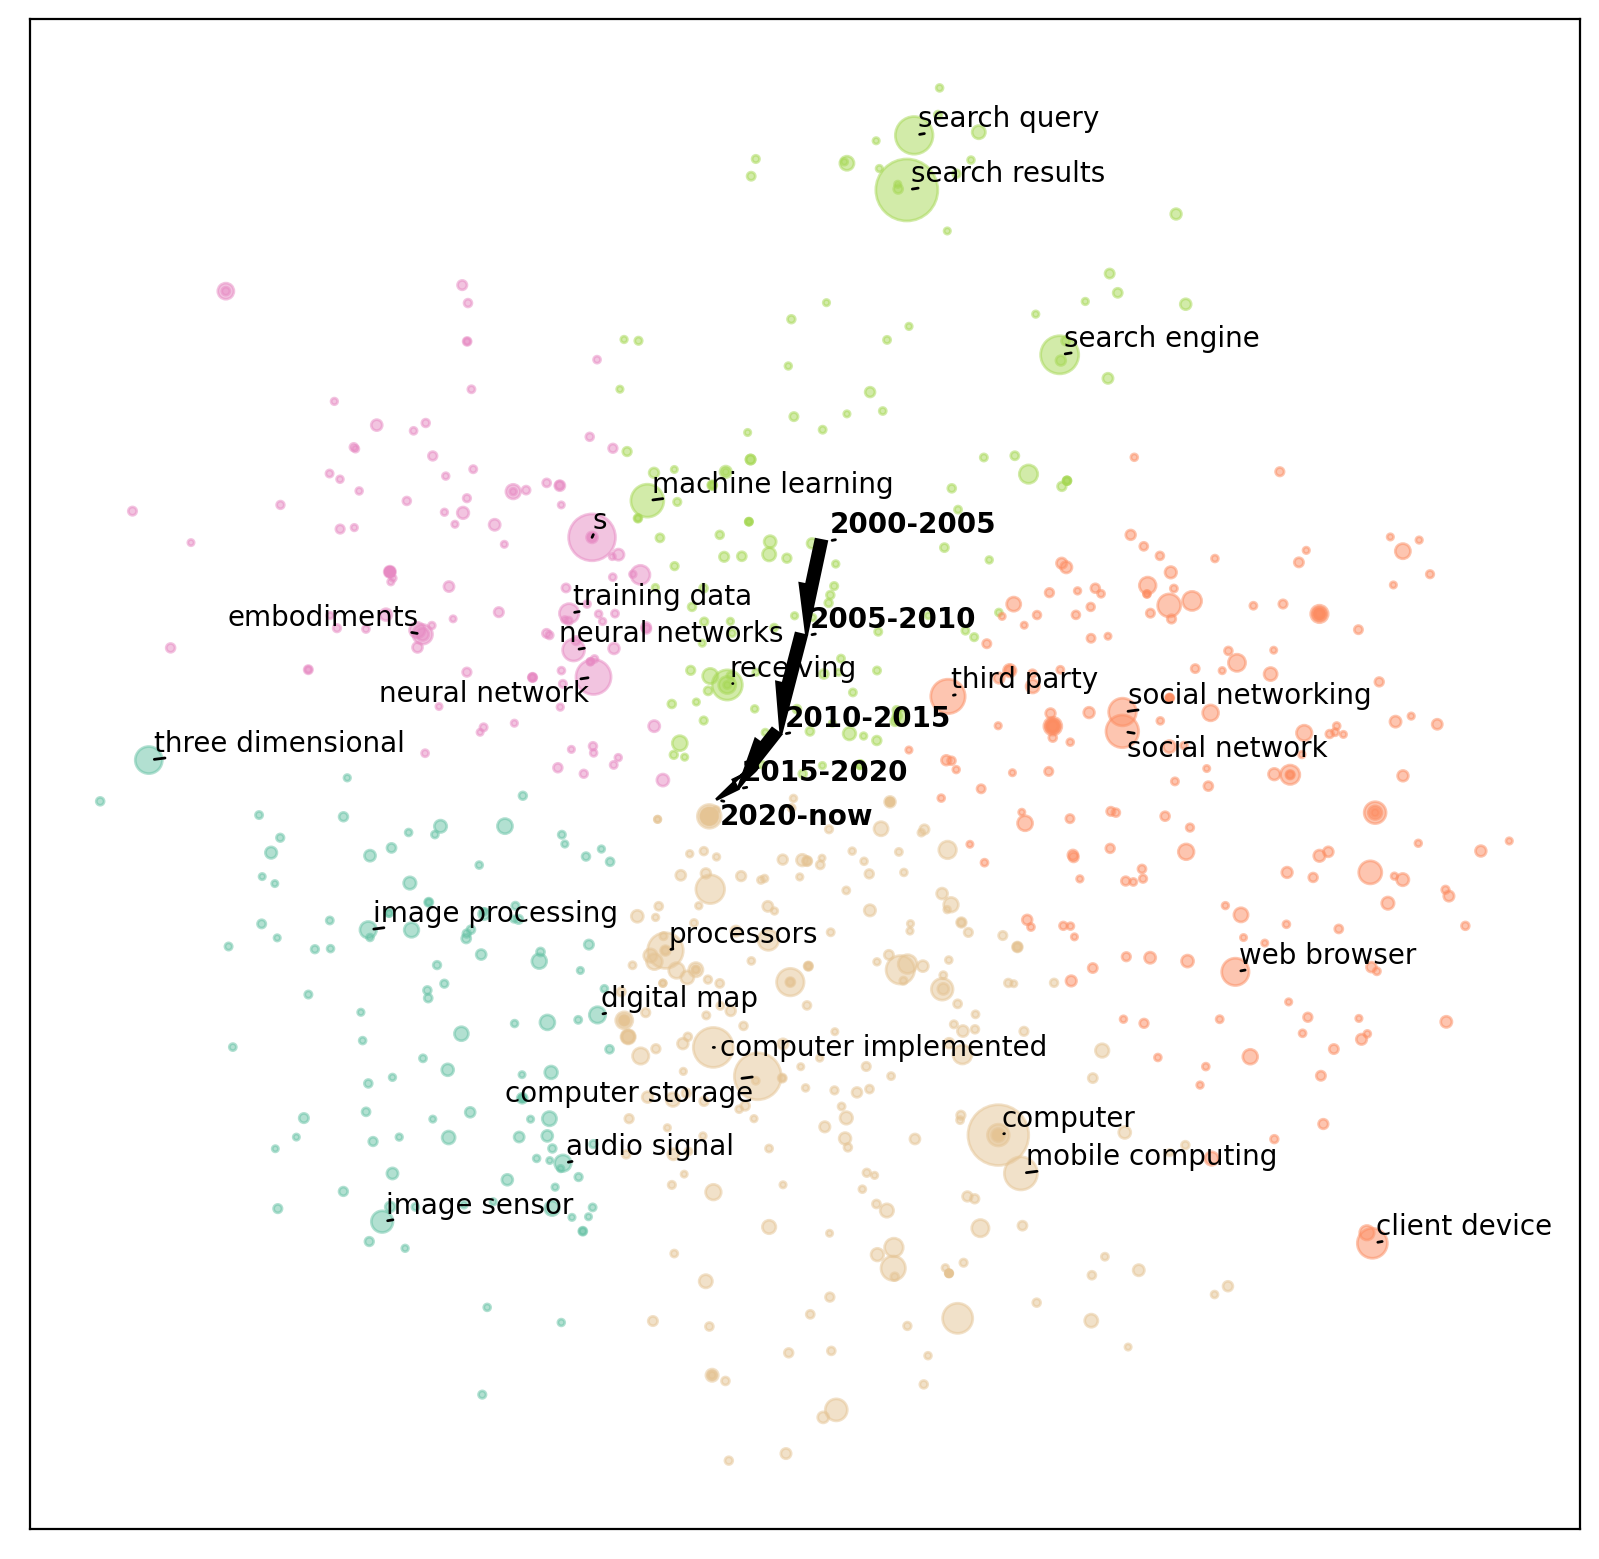 search query
search results
search engine
machine learning
s
2000-2005
training data
embodiments
2005-2010
neural networks
receiving
third party
neural network
social networking
2010-2015
three dimensional
social network
2015-2020
2020-now
image processing
processors
web browser
digital map
computer implemented
computer storage
computer
audio signal
mobile computing
image sensor
client device